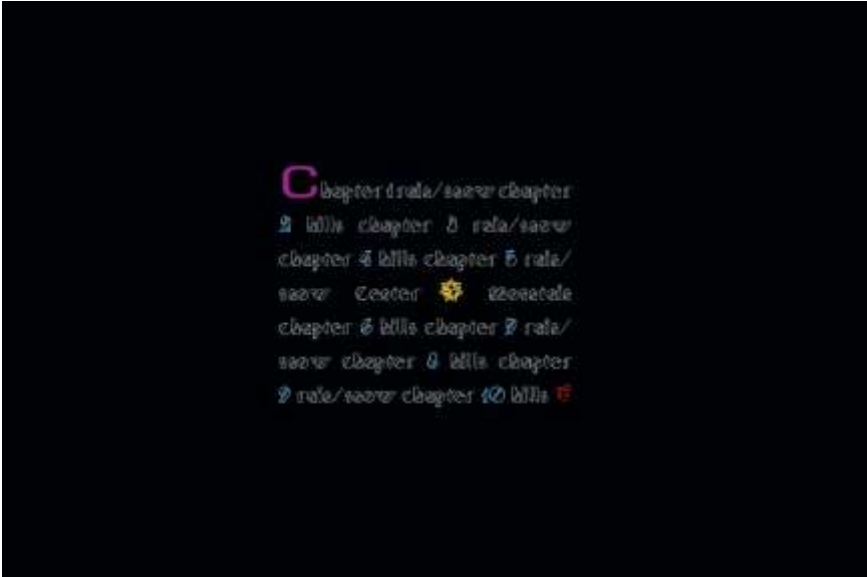 Chapter 1 rain/snow chapter
2 hills chapter 3 rain/snow
chapter 4 hills chapter 5 rain/
snow Center Mountain
chapter 6 hills chapter 7 rain/
snow chapter 8 hills chapter
9 rain/snow chapter 10 hills